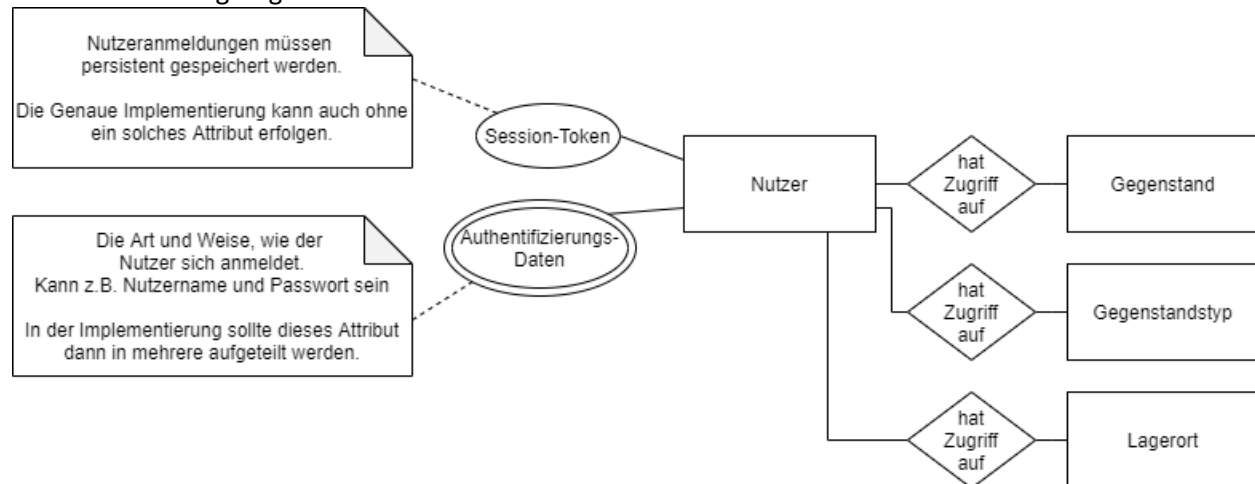 Nutzeranmeldungen müssen
persistent gespeichert werden.
Die Genaue Implementierung kann auch ohne
ein solches Attribut erfolgen.
Session-Token
Nutzer
hat
Zugriff
auf
Gegenstand
Die Art und Weise, wie der
Nutzer sich anmeldet.
Kann z.B. Nutzername und Passwort sein
In der Implementierung sollte dieses Attribut
dann in mehrere aufgeteilt werden.
Authentifizierungs-
Daten
hat
Zugriff
auf
Gegenstandstyp
hat
Zugriff
auf
Lagerort